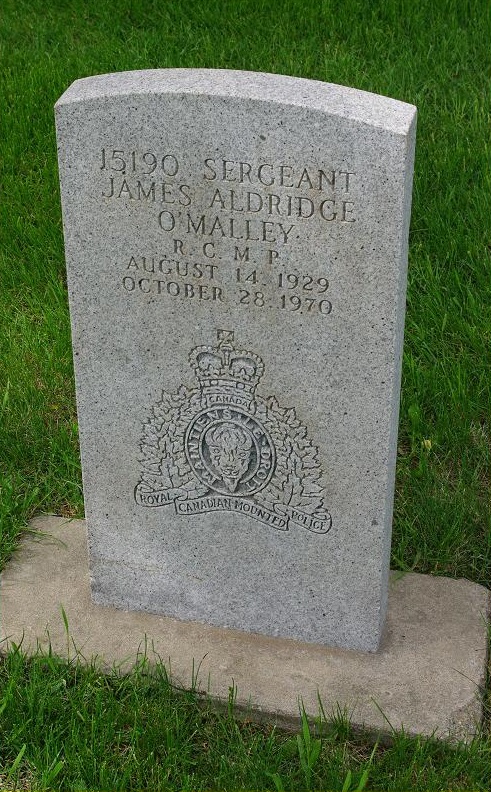 15190 SERGEANT
JAMES ALDRIDGE
O'MALLEY
R.C.M.P.
AUGUST 14, 1929
OCTOBER 28, 1970
CANADA
MAINTIENS LE DROIT
ROYAL CANADIAN MOUNTED POLICE